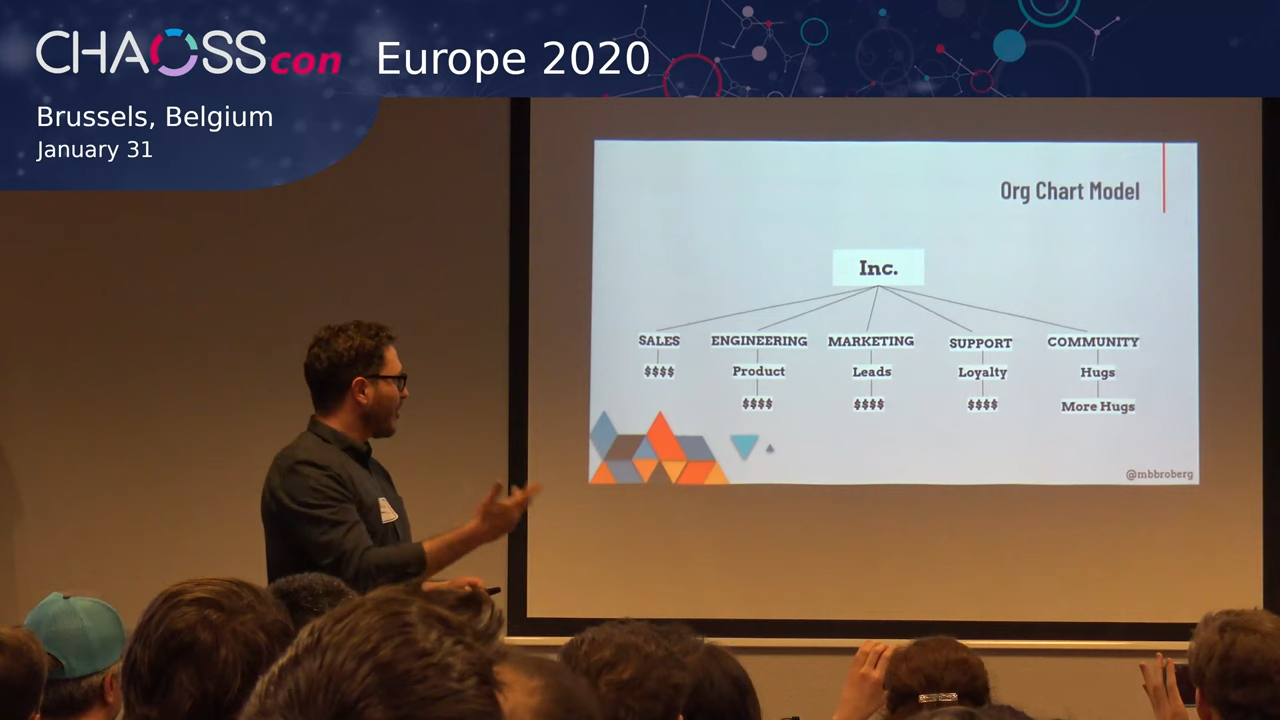 CHAOSScon Europe 2020
Brussels, Belgium
January 31
Org Chart Model
Inc.
SALES ENGINEERING MARKETING SUPPORT COMMUNITY
$$$$ Product Leads Loyalty Hugs
$$$$ $$$$ $$$$ More Hugs
@mbbroberg